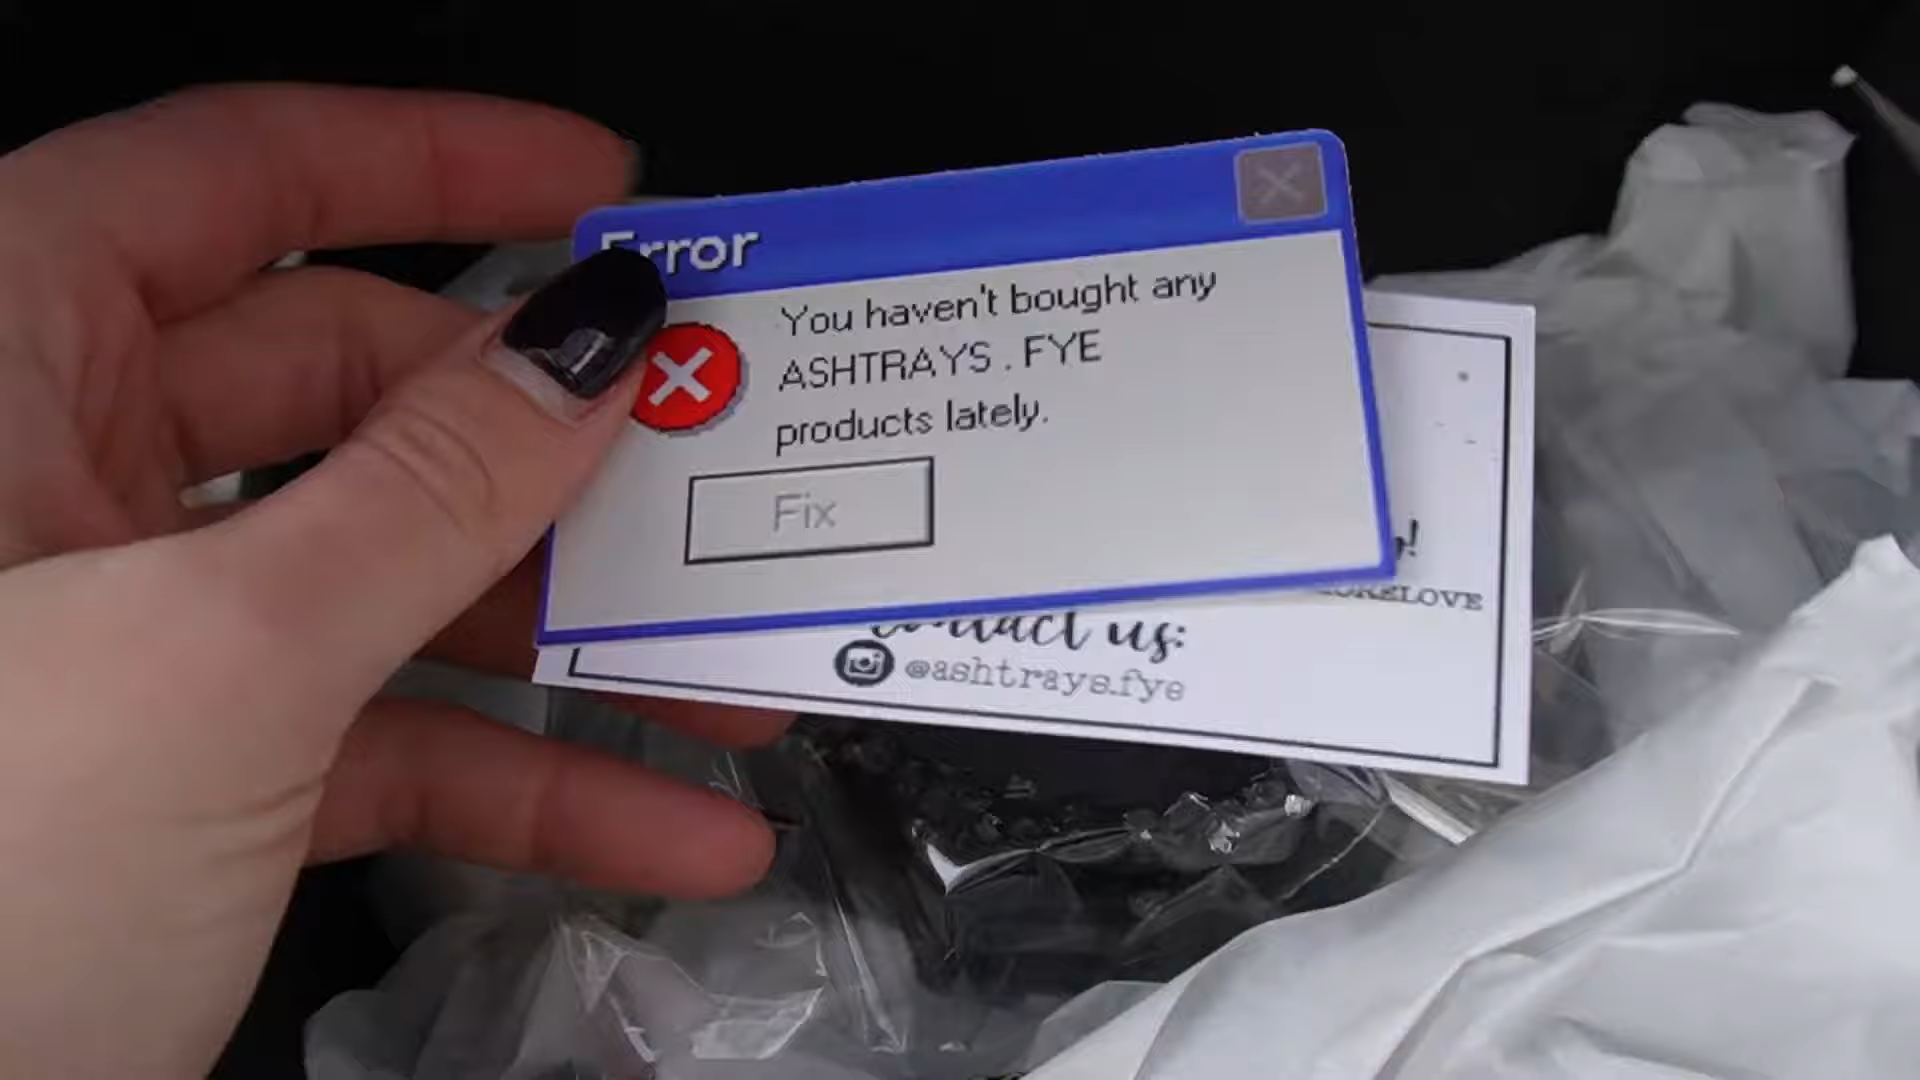 Error
You haven't bought any
ASHTRAYS . FYE
products lately.
Fix
contact us:
@ashtrays.fye